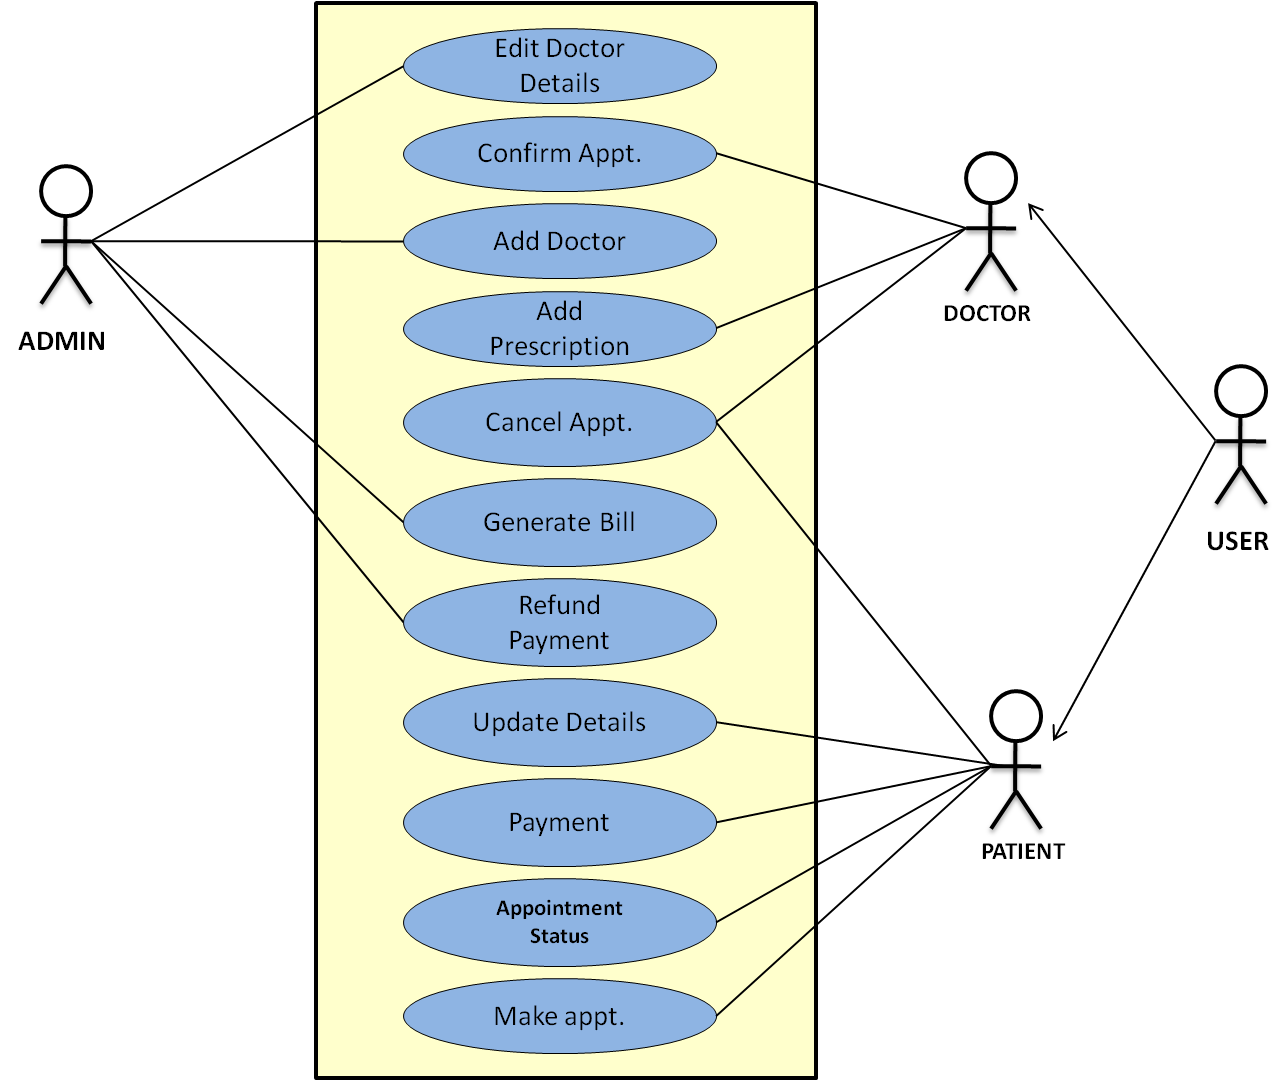 Edit Doctor
Details
Confirm Appt.
Add Doctor
Add
Prescription
Cancel Appt.
Generate Bill
Refund
Payment
Update Details
Payment
Appointment
Status
Make appt.
ADMIN
DOCTOR
USER
PATIENT